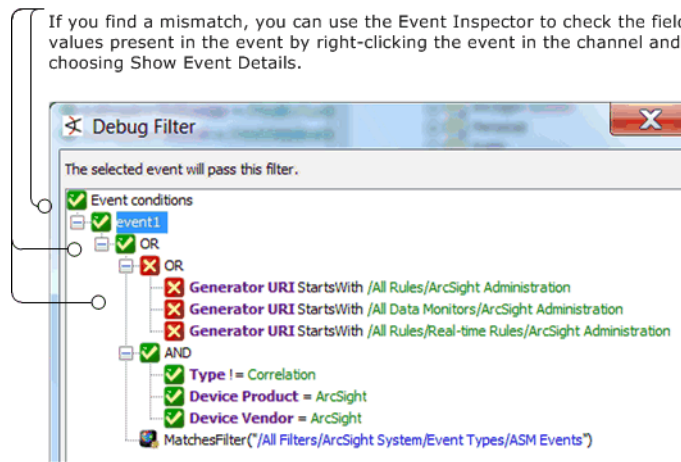 If you find a mismatch, you can use the Event Inspector to check the field
values present in the event by right-clicking the event in the channel and
choosing Show Event Details.
Debug Filter
The selected event will pass this filter.
Event conditions
event1
OR
OR
Generator URI StartsWith /All Rules/ArcSight Administration
Generator URI StartsWith /All Data Monitors/ArcSight Administration
Generator URI StartsWith /All Rules/Real-time Rules/ArcSight Administration
AND
Type != Correlation
Device Product = ArcSight
Device Vendor = ArcSight
MatchesFilter("/All Filters/ArcSight System/Event Types/ASM Events")